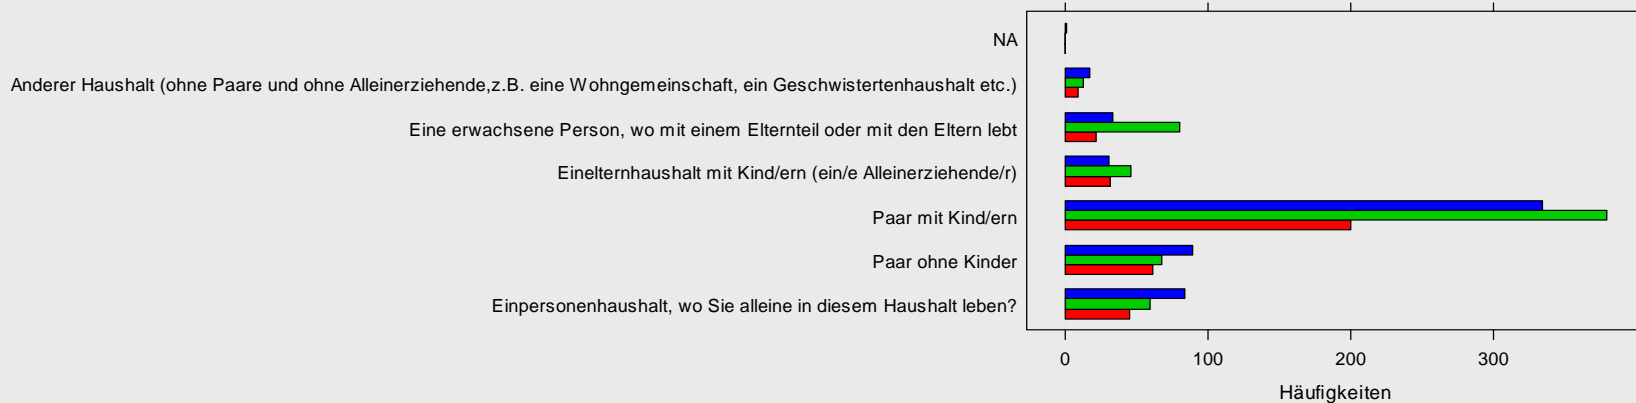 NA
Anderer Haushalt (ohne Paare und ohne Alleinerziehende,z.B. eine Wohngemeinschaft, ein Geschwistertenhaushalt etc.)
Eine erwachsene Person, wo mit einem Elternteil oder mit den Eltern lebt
Einelternhaushalt mit Kind/ern (ein/e Alleinerziehende/r)
Paar mit Kind/ern
Paar ohne Kinder
Einpersonenhaushalt, wo Sie alleine in diesem Haushalt leben?
0 100 200 300
Häufigkeiten